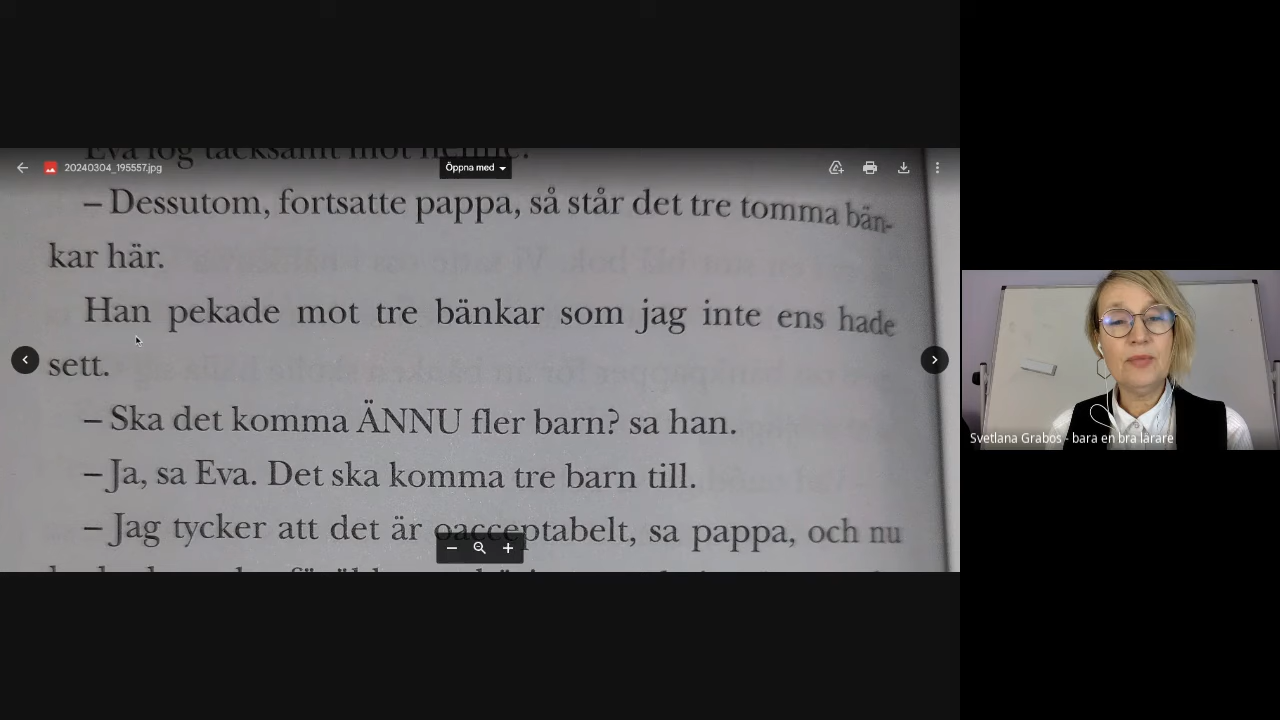 20240304_195557.jpg
Öppna med
– Dessutom, fortsatte pappa, så står det tre tomma bän-
kar här.
Han pekade mot tre bänkar som jag inte ens hade
sett.
– Ska det komma ÄNNU fler barn? sa han.
– Ja, sa Eva. Det ska komma tre barn till.
– Jag tycker att det är oacceptabelt, sa pappa, och nu
Svetlana Grabos - bara en bra lärare